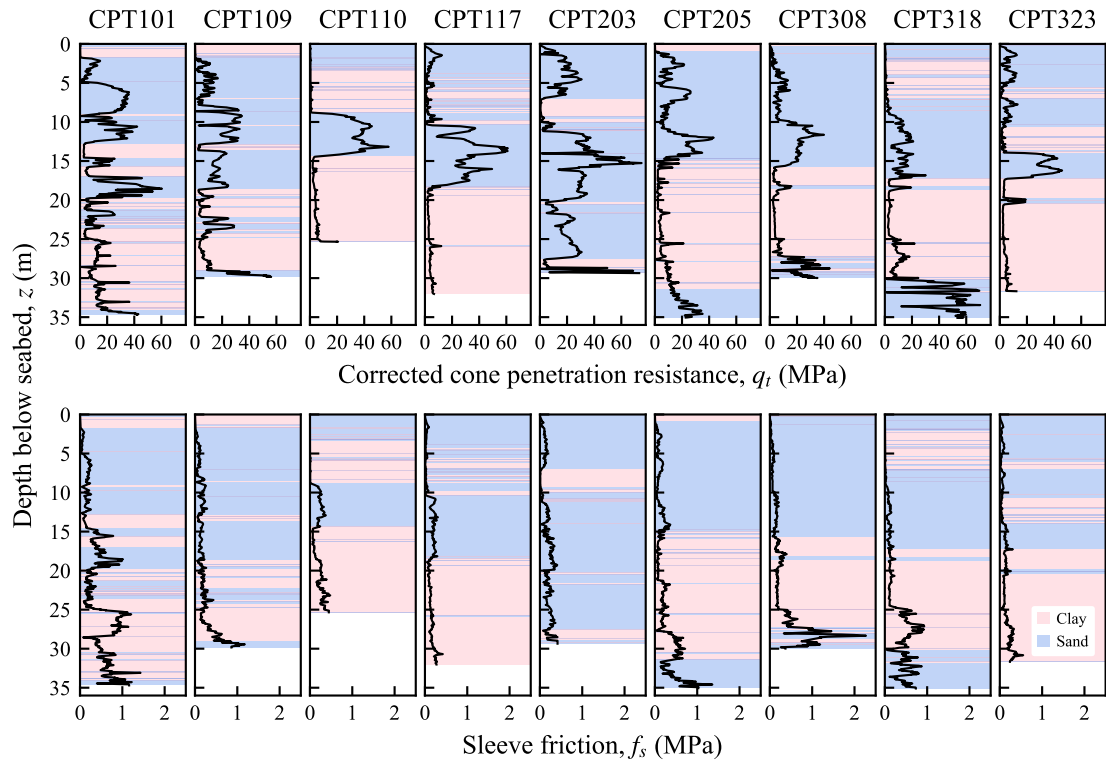 CPT101 CPT109 CPT110 CPT117 CPT203 CPT205 CPT308 CPT318 CPT323
0
5
10
15
20
25
30
35
0 20 40 60 0 20 40 60 0 20 40 60 0 20 40 60 0 20 40 60 0 20 40 60 0 20 40 60 0 20 40 60 0 20 40 60
Corrected cone penetration resistance, qt (MPa)
Depth below seabed, z (m)
0
5
10
15
20
25
30
35
Clay
Sand
0 1 2 0 1 2 0 1 2 0 1 2 0 1 2 0 1 2 0 1 2 0 1 2 0 1 2
Sleeve friction, fs (MPa)